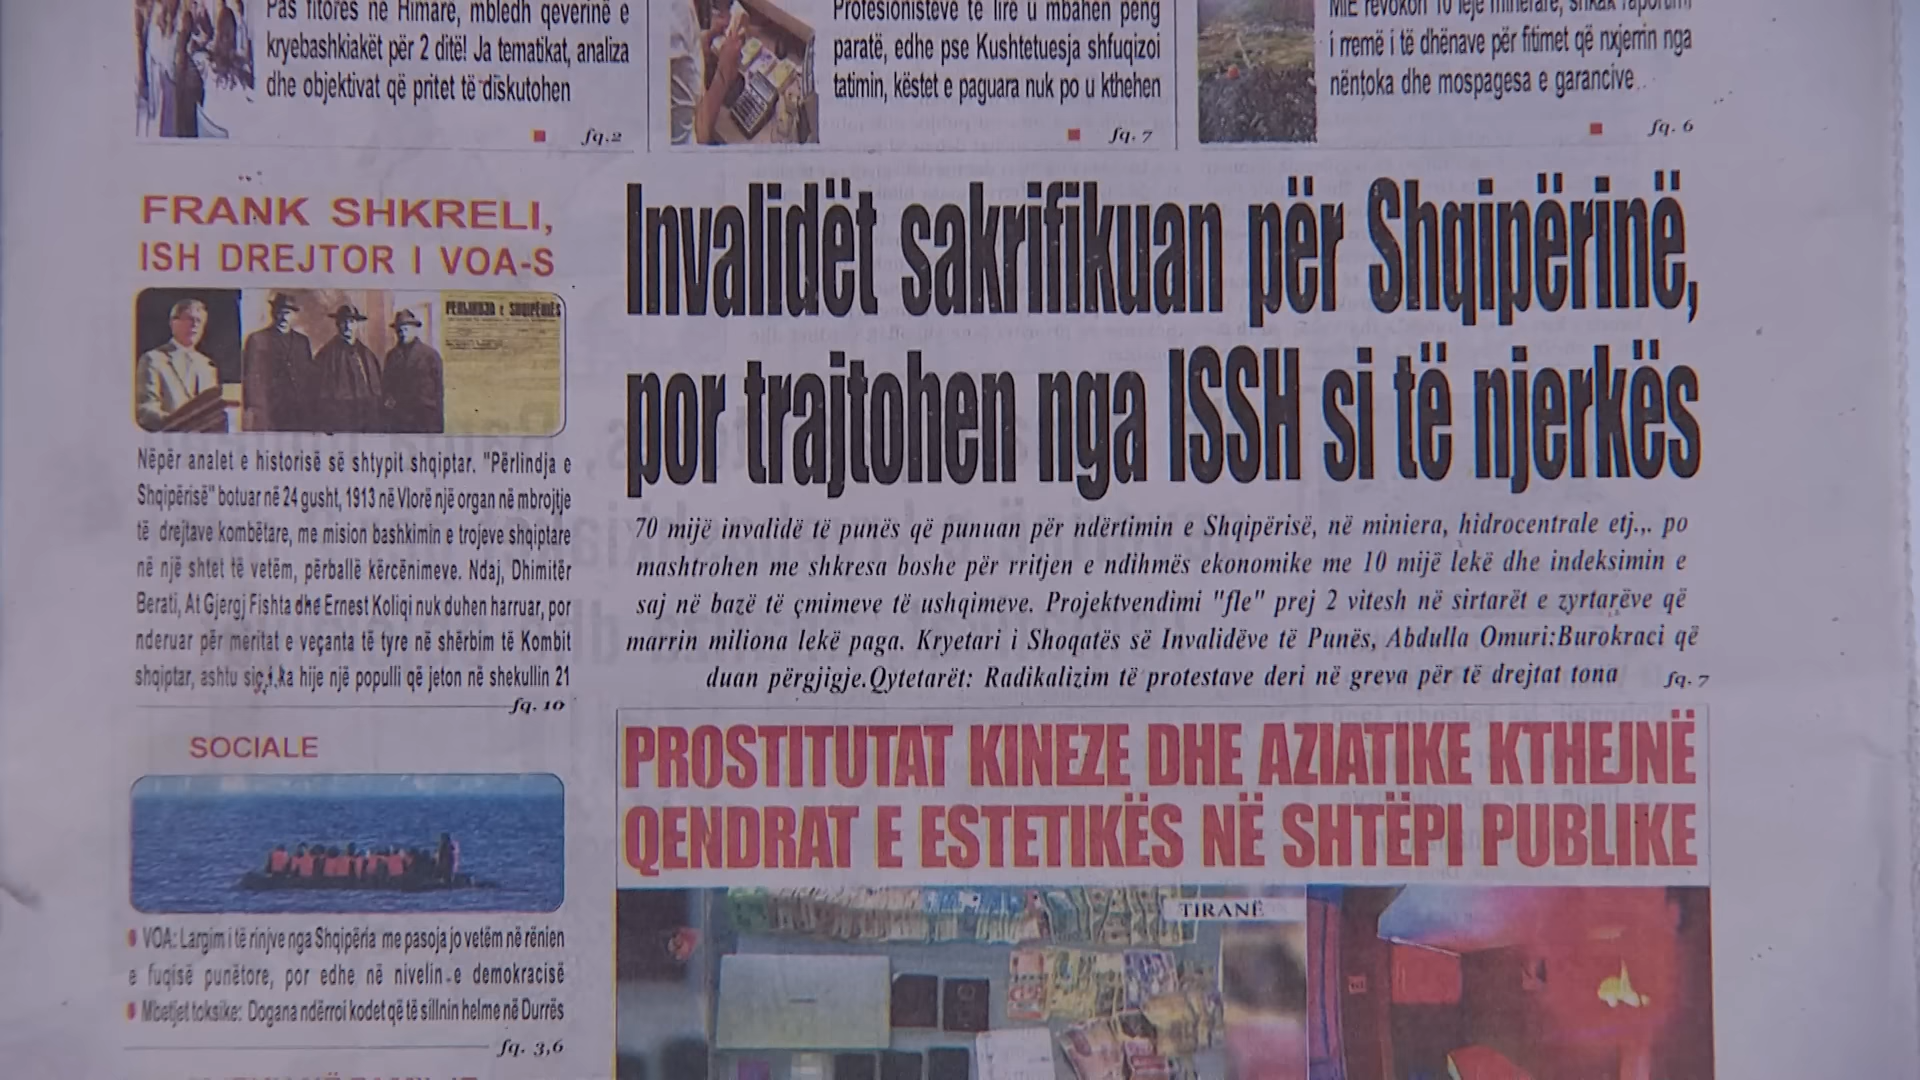 Pas fitores në Himarë, mbledh qeverinë e
kryebashkiakët për 2 ditë! Ja tematikat, analiza
dhe objektivat që pritet të diskutohen
fq.2
Profesionistëve të lirë u mbahen peng
paratë, edhe pse Kushtetuesja shfuqizoi
tatimin, këstet e paguara nuk po u kthehen
fq. 7
MIE revokon 10 leje minerare, shkak raportimi
i rremë i të dhënave për fitimet që nxjerrin nga
nëntoka dhe mospagesa e garancive
fq. 6
FRANK SHKRELI,
ISH DREJTOR I VOA-S
PËRLINDJA e SHQIPËNIËS
Nëpër analet e historisë së shtypit shqiptar. "Përlindja e
Shqipërisë" botuar në 24 gusht, 1913 në Vlorë një organ në mbrojtje
të drejtave kombëtare, me mision bashkimin e trojeve shqiptare
në një shtet të vetëm, përballë kërcënimeve. Ndaj, Dhimitër
Berati, At Gjergj Fishta dhe Ernest Koliqi nuk duhen harruar, por
nderuar për meritat e veçanta të tyre në shërbim të Kombit
shqiptar, ashtu siç i ka hije një populli që jeton në shekullin 21
fq. 10
Invalidët sakrifikuan për Shqipërinë,
por trajtohen nga ISSH si të njerkës
70 mijë invalidë të punës që punuan për ndërtimin e Shqipërisë, në miniera, hidrocentrale etj.,. po
mashtrohen me shkresa boshe për rritjen e ndihmës ekonomike me 10 mijë lekë dhe indeksimin e
saj në bazë të çmimeve të ushqimeve. Projektvendimi "fle" prej 2 vitesh në sirtarët e zyrtarëve që
marrin miliona lekë paga. Kryetari i Shoqatës së Invalidëve të Punës, Abdulla Omuri:Burokraci që
duan përgjigje.Qytetarët: Radikalizim të protestave deri në greva për të drejtat tona
fq. 7
SOCIALE
VOA: Largimi i të rinjve nga Shqipëria me pasoja jo vetëm në rënien
e fuqisë punëtore, por edhe në nivelin e demokracisë
Mbetjet toksike: Dogana ndërroi kodet që të sillnin helme në Durrës
fq. 3,6
PROSTITUTAT KINEZE DHE AZIATIKE KTHEJNË
QENDRAT E ESTETIKËS NË SHTËPI PUBLIKE
TIRANË